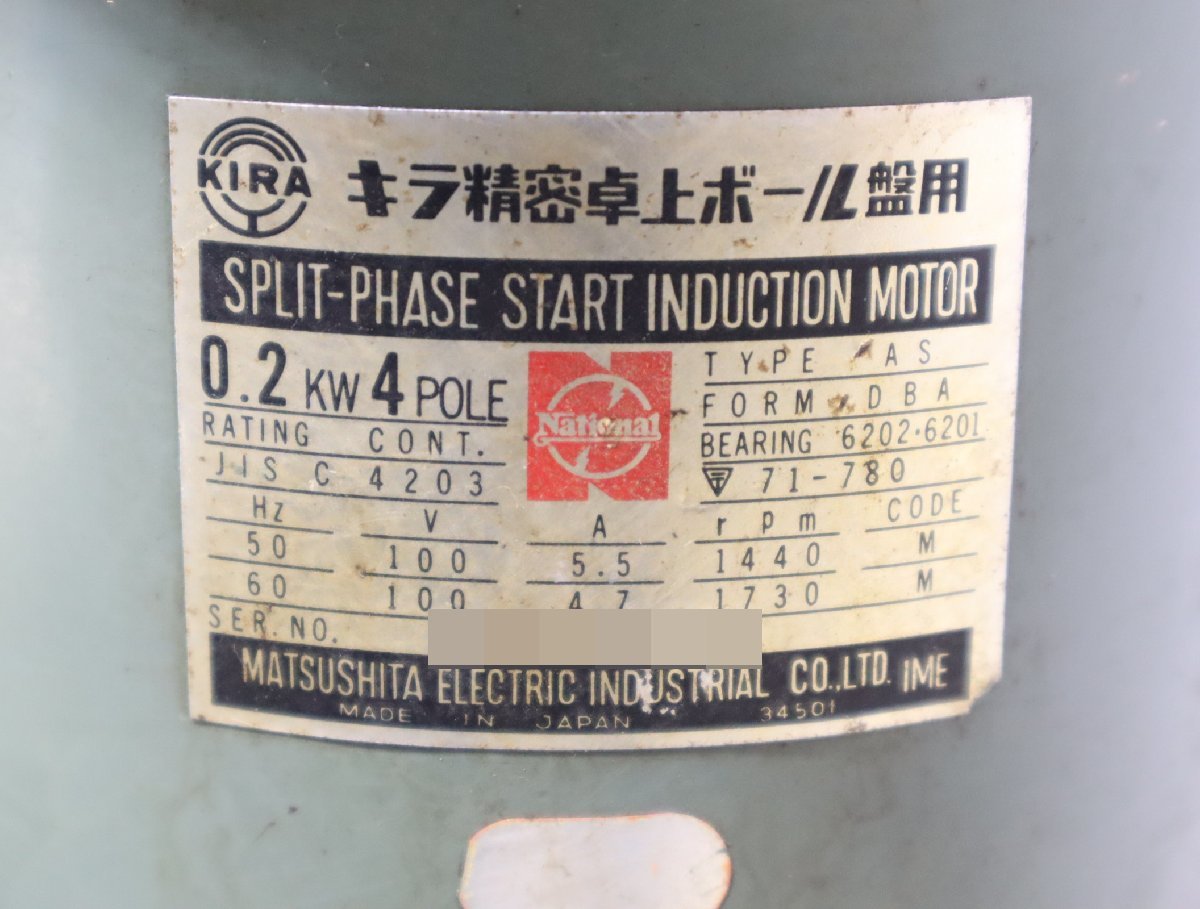 KIRA キラ精密卓上ボール盤用
SPLIT-PHASE START INDUCTION MOTOR
0.2 KW 4 POLE
RATING CONT.
JIS C 4203
National
TYPE AS
FORM DBA
BEARING 6202·6201
71-780
Hz V A rpm CODE
50 100 5.5 1440 M
60 100 4.7 1730 M
SER. NO.
MATSUSHITA ELECTRIC INDUSTRIAL CO.,LTD. IME
MADE IN JAPAN 34501